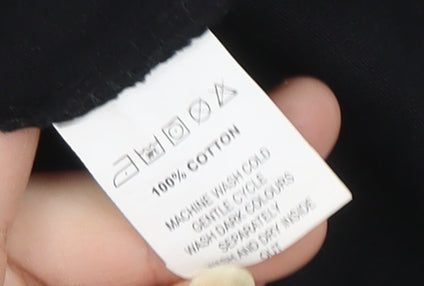 100% COTTON
MACHINE WASH COLD
GENTLE CYCLE
WASH DARK COLOURS
SEPARATELY
WASH AND DRY INSIDE
OUT